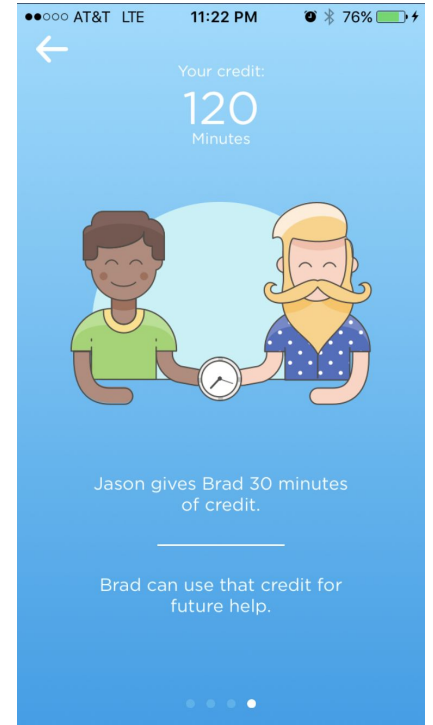 AT&T LTE 11:22 PM 76%
Your credit:
120
Minutes
Jason gives Brad 30 minutes
of credit.
Brad can use that credit for
future help.